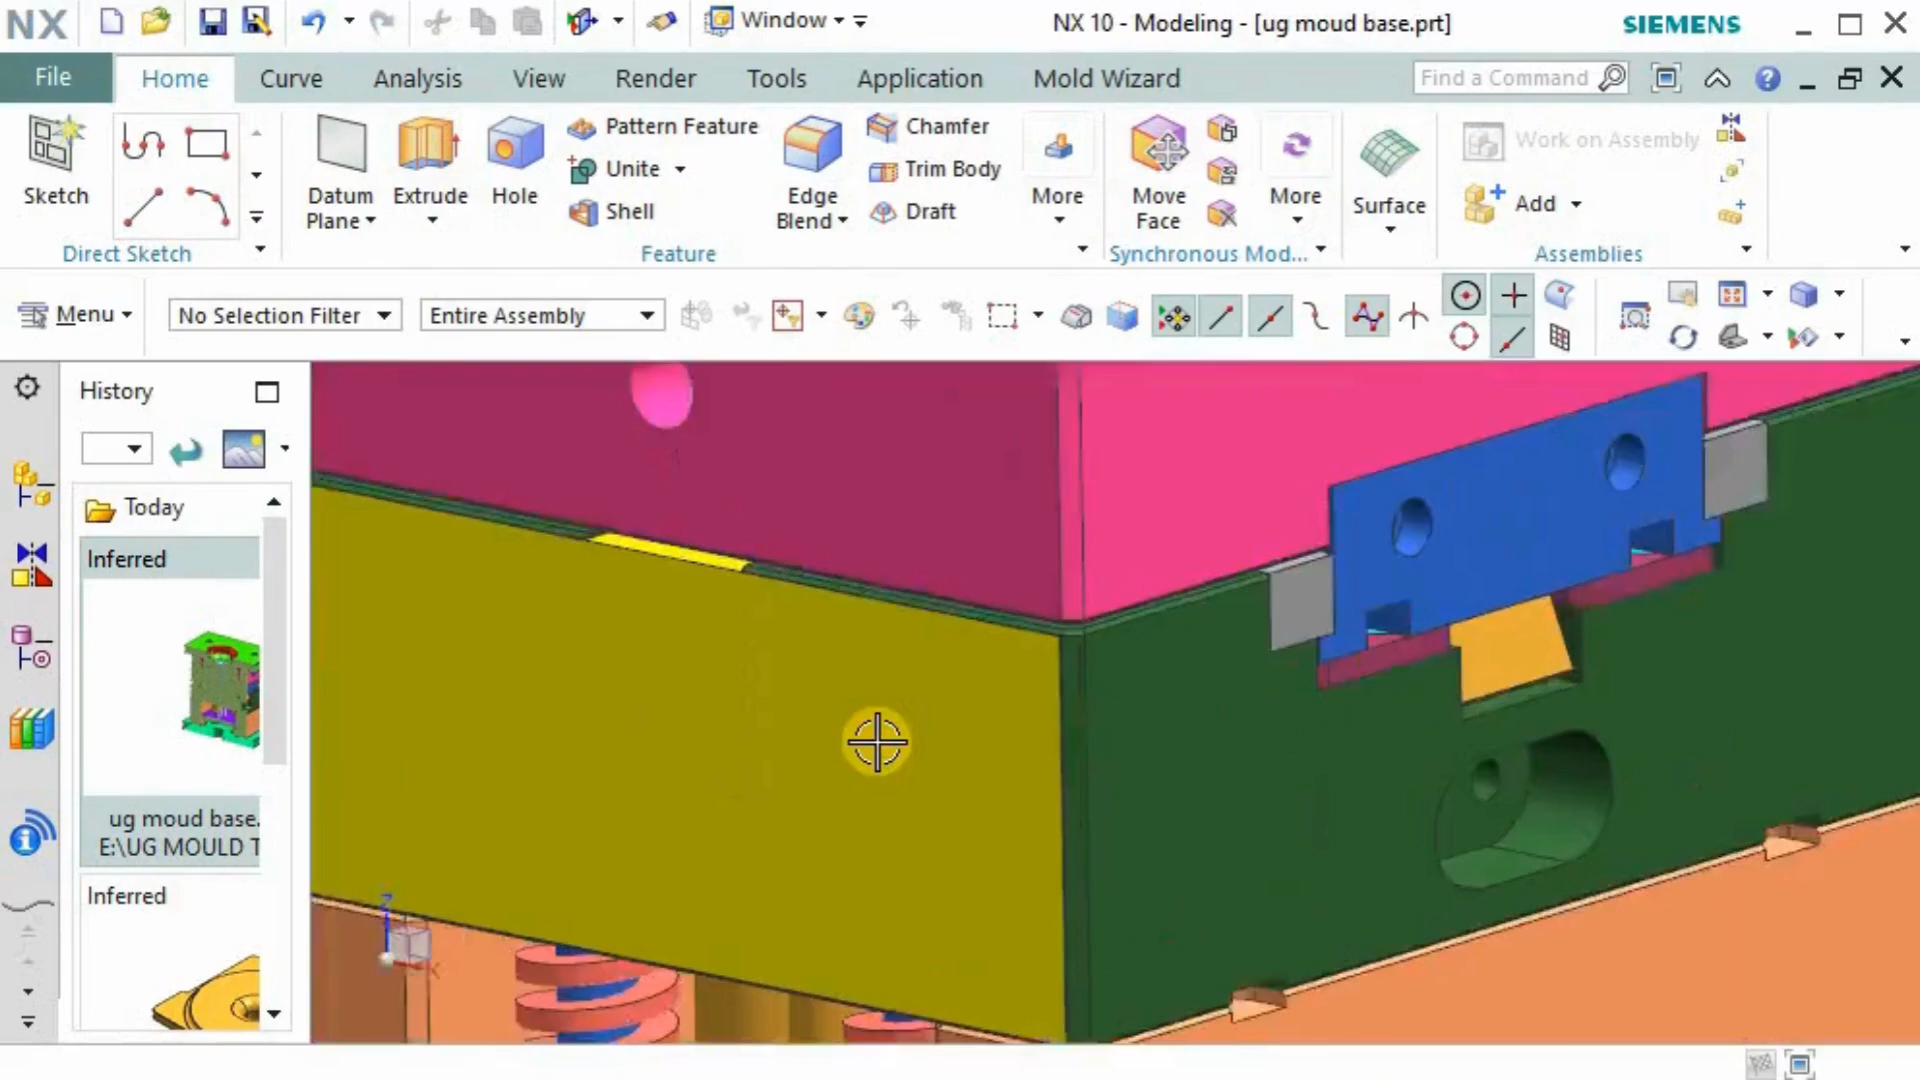 NX
Window
NX 10 - Modeling - [ug moud base.prt]
SIEMENS
File
Home
Curve
Analysis
View
Render
Tools
Application
Mold Wizard
Find a Command
Sketch
Direct Sketch
Datum
Plane
Extrude
Hole
Pattern Feature
Unite
Shell
Edge
Blend
Chamfer
Trim Body
Draft
More
Feature
Move
Face
More
Synchronous Mod...
Surface
Work on Assembly
Add
Assemblies
Menu
No Selection Filter
Entire Assembly
History
Today
Inferred
ug moud base.
E:\UG MOULD T
Inferred
Z
X